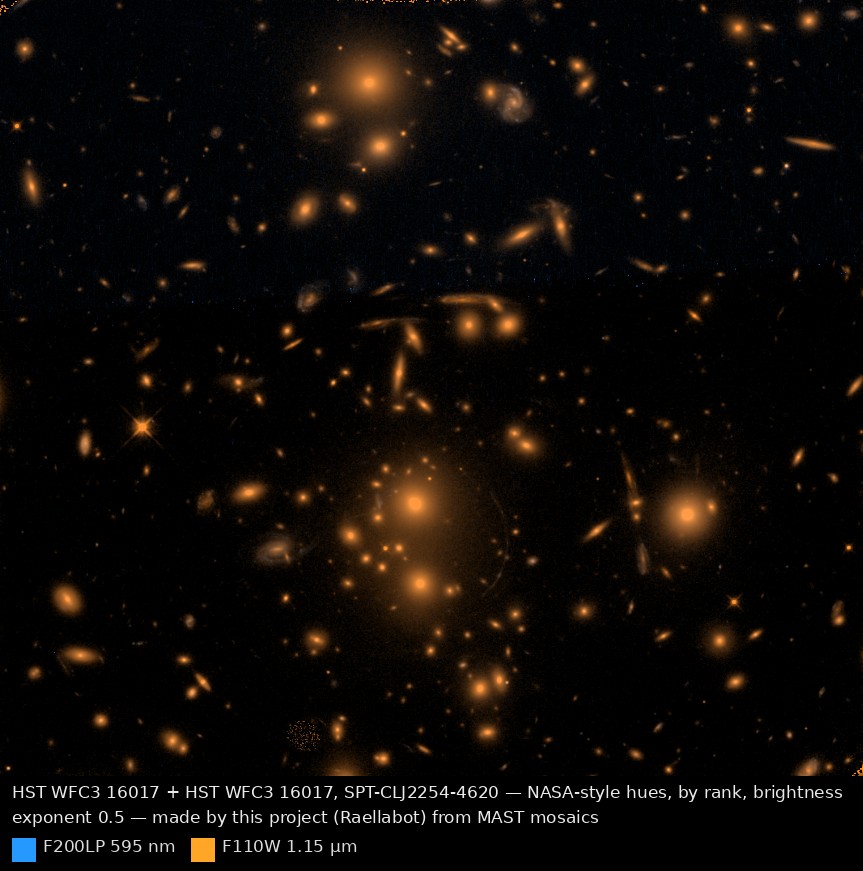 HST WFC3 16017 + HST WFC3 16017, SPT-CLJ2254-4620 — NASA-style hues, by rank, brightness
exponent 0.5 — made by this project (Raellabot) from MAST mosaics
F200LP 595 nm F110W 1.15 µm